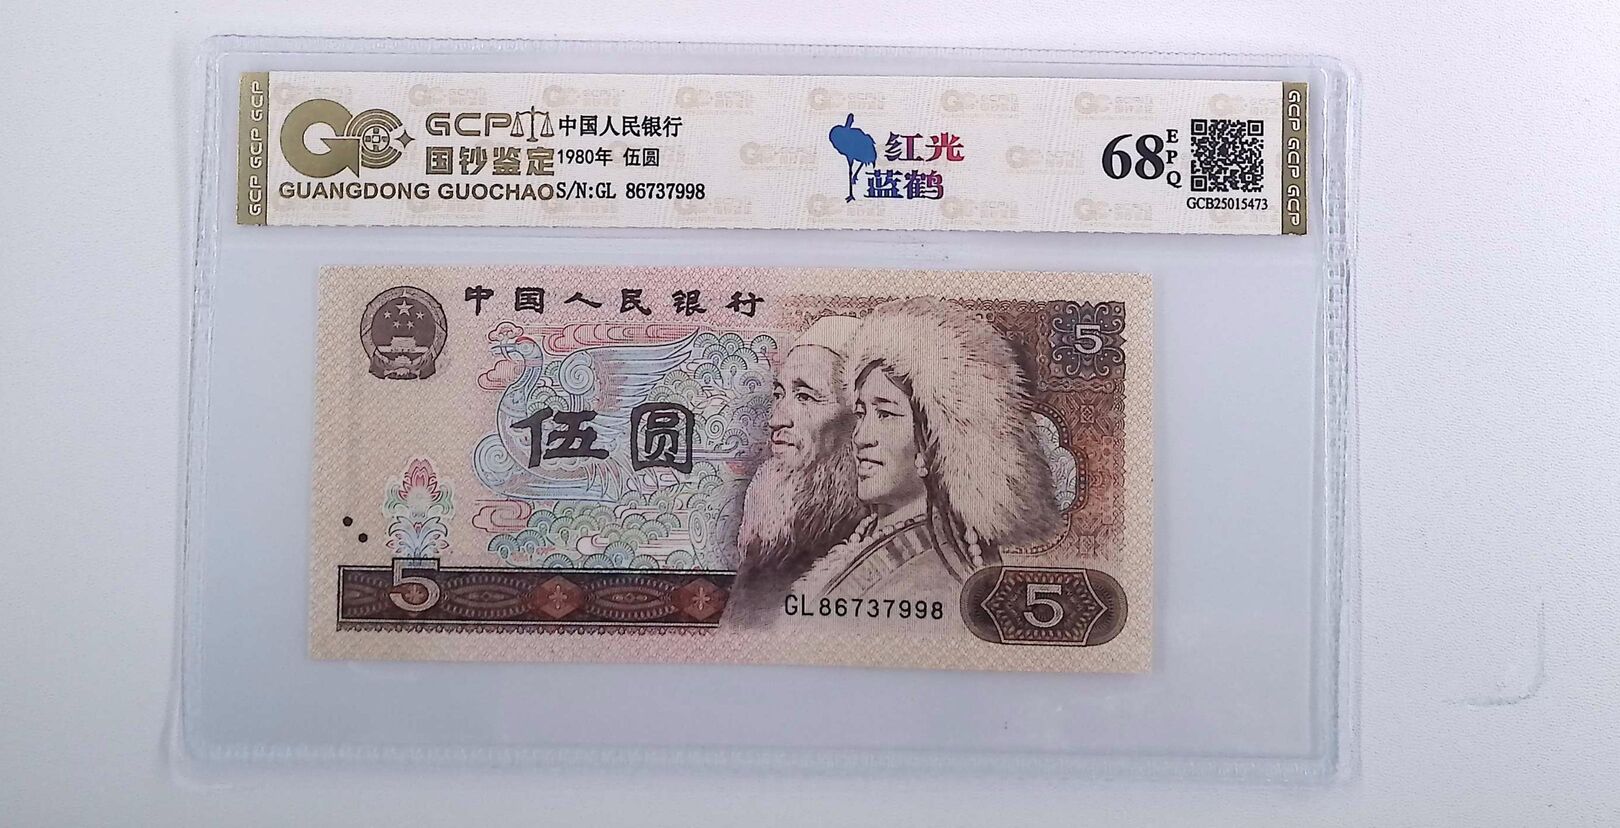 GCP GCP GCP
GCP 中国人民银行
国钞鉴定 1980年 伍圆
GUANGDONG GUOCHAO S/N:GL 86737998
红光
蓝鹤
68 EPQ
GCB25015473
GCP GCP GCP
中国人民银行
5
伍圆
5
GL86737998
5